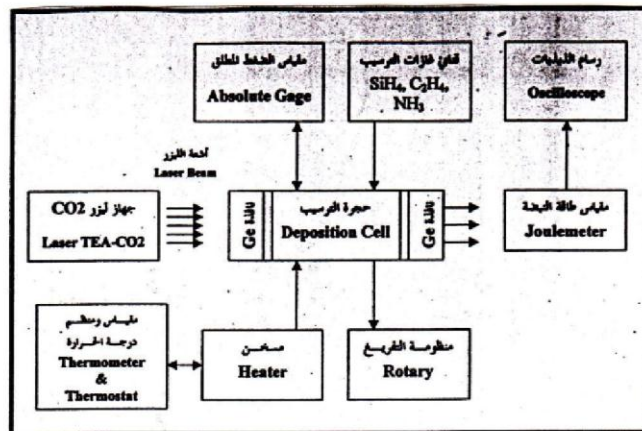 مقياس الضغط المطلق
Absolute Gage
قناني غازات الترسيب
SiH4, C2H4,
NH3
رسام الذبذبات
Oscilloscope
أشعة الليزر
Laser Beam
جهاز ليزر CO2
Laser TEA-CO2
نافذة Ge
حجرة الترسيب
Deposition Cell
نافذة Ge
مقياس طاقة النبضة
Joulemeter
مقياس ومنظم
درجة الحرارة
Thermometer
&
Thermostat
مسخن
Heater
منظومة التفريغ
Rotary